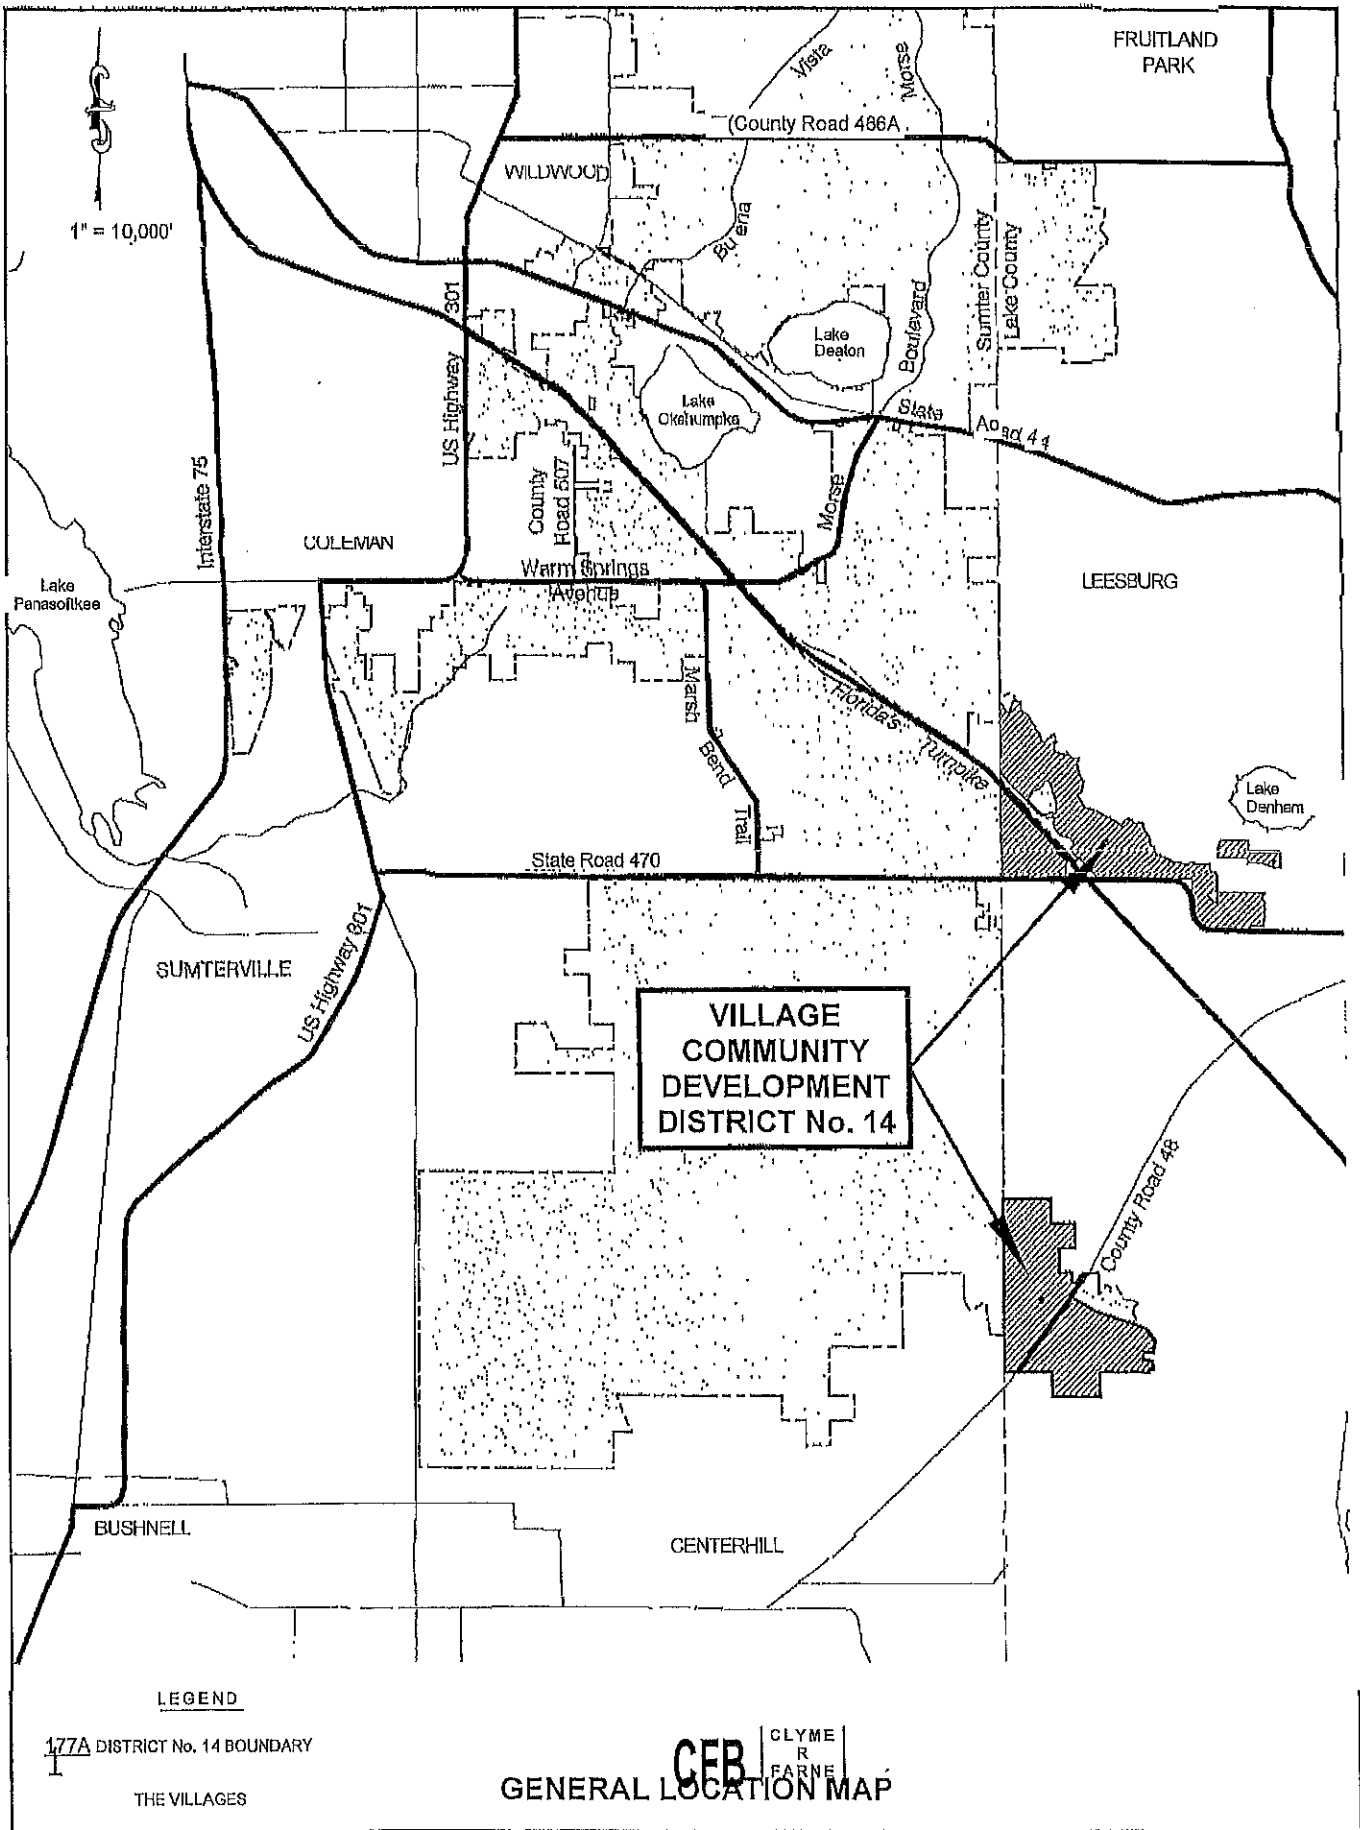 FRUITLAND
PARK
Vista
Morse
(County Road 466A
WILDWOOD
1" = 10,000'
Bu ena
Sumter County
Lake County
US Highway 301
Boulevard
Lake
Deaton
Lake
Okehumpke
State
Road 44
Interstate 75
County
Road 507
Morse
COLEMAN
Warm Springs
Avenue
LEESBURG
Lake
Panasoffkee
Marsh
Bend
Trail
Florida's
Turnpike
Lake
Denham
State Road 470
US Highway 301
SUMTERVILLE
VILLAGE
COMMUNITY
DEVELOPMENT
DISTRICT No. 14
County Road 48
BUSHNELL
CENTERHILL
LEGEND
177A DISTRICT No. 14 BOUNDARY
THE VILLAGES
CFB
CLYME
R
FARNE
GENERAL LOCATION MAP